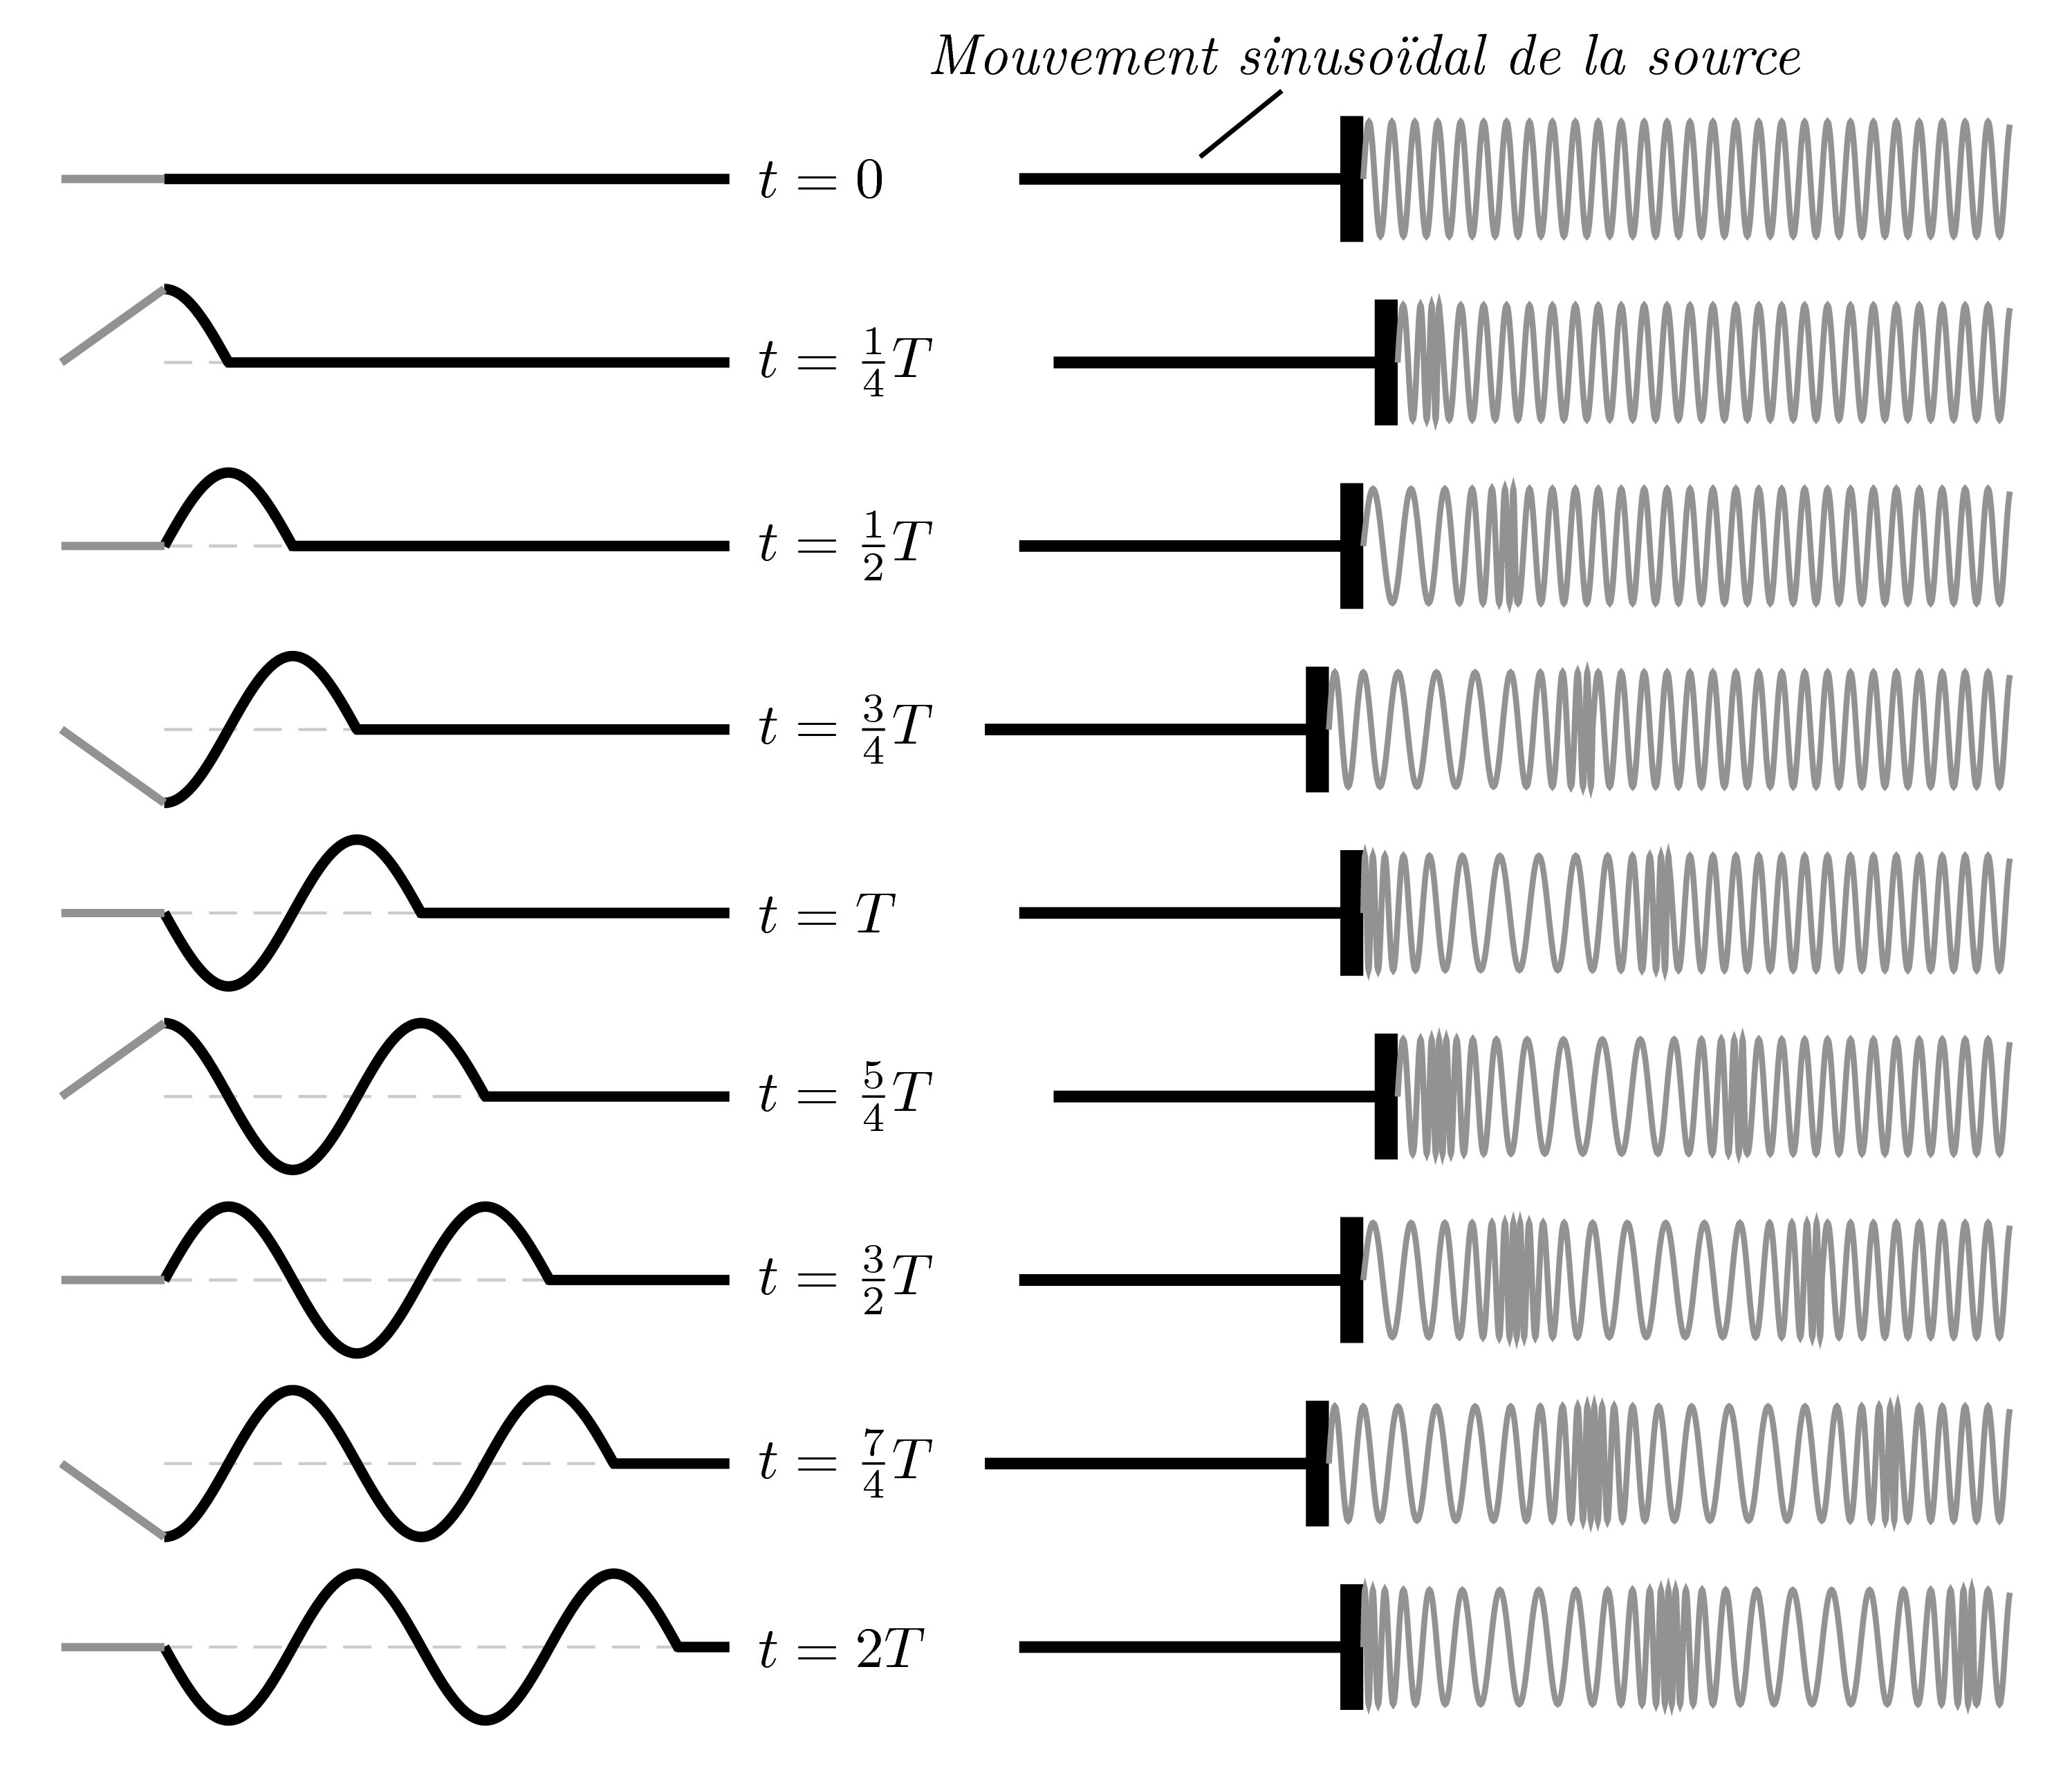 Mouvement sinusoïdal de la source
t = 0
t = 1/4 T
t = 1/2 T
t = 3/4 T
t = T
t = 5/4 T
t = 3/2 T
t = 7/4 T
t = 2T